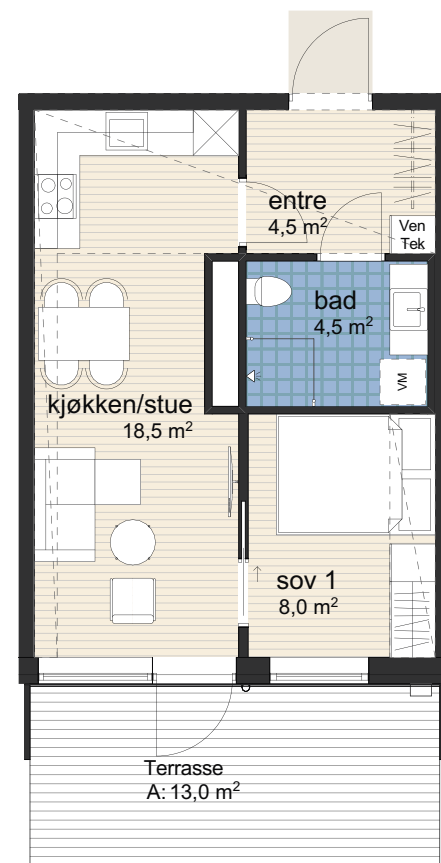 entre
4,5 m²
Ven
Tek
bad
4,5 m²
VM
kjøkken/stue
18,5 m²
sov 1
8,0 m²
Terrasse
A: 13,0 m²